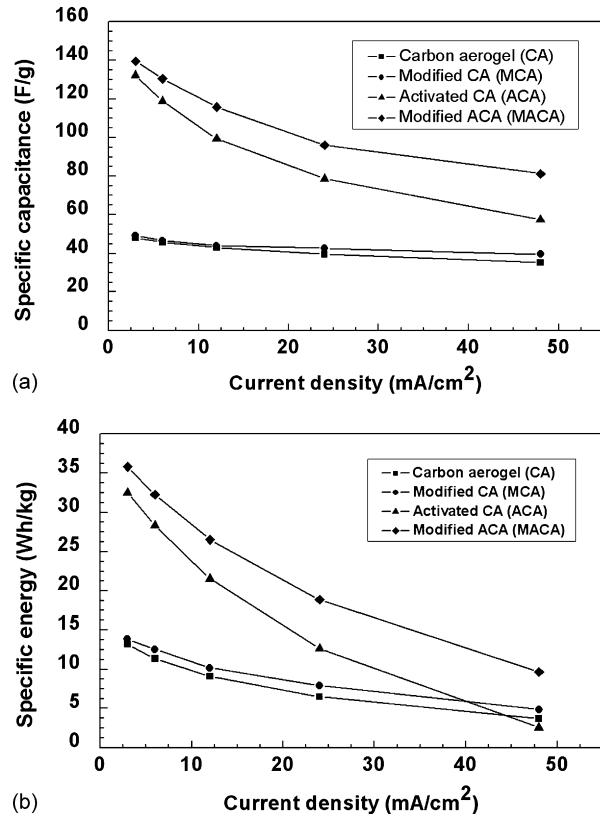 160
140
120
100
80
60
40
20
0
Specific capacitance (F/g)
Carbon aerogel (CA)
Modified CA (MCA)
Activated CA (ACA)
Modified ACA (MACA)
0 10 20 30 40 50
(a)
Current density (mA/cm²)
40
35
30
25
20
15
10
5
0
Specific energy (Wh/kg)
Carbon aerogel (CA)
Modified CA (MCA)
Activated CA (ACA)
Modified ACA (MACA)
0 10 20 30 40 50
(b)
Current density (mA/cm²)